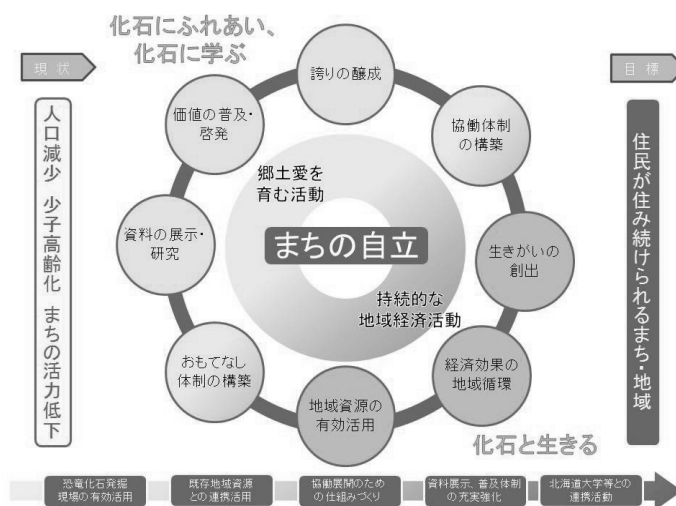 化石にふれあい、
化石に学ぶ
現状
人口減少 少子高齢化 まちの活力低下
誇りの醸成
価値の普及・
啓発
協働体制
の構築
郷土愛を
育む活動
資料の展示・
研究
まちの自立
生きがいの
創出
持続的な
地域経済活動
おもてなし
体制の構築
経済効果の
地域循環
地域資源の
有効活用
化石と生きる
目標
住民が住み続けられるまち・地域
恐竜化石発掘
現場の有効活用
既存地域資源
との連携活用
協働展開のため
の仕組みづくり
資料展示、普及体制
の充実強化
北海道大学等との
連携活動